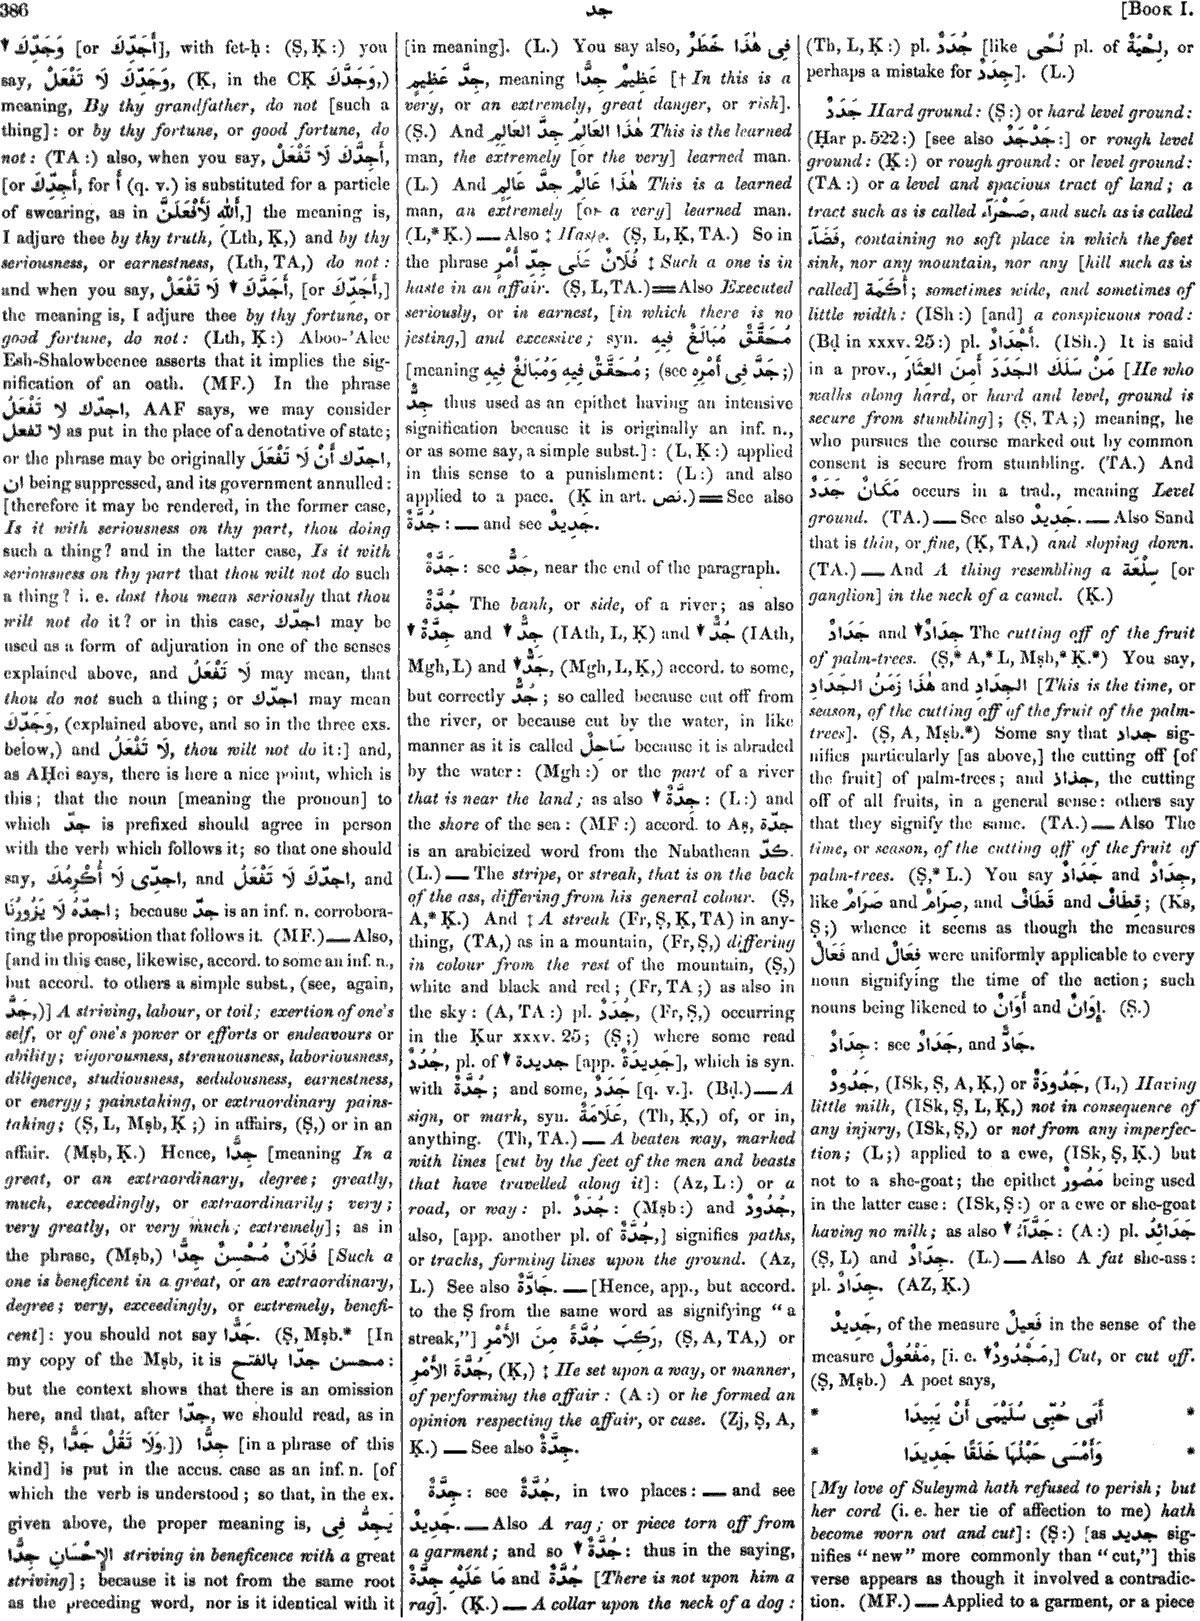 386
جد
[BOOK I.
▼ وَجَدِّكَ [or أَجَدِّكَ], with fet-ḥ: (Ṣ, Ḳ:) you
say, وَجَدِّكَ لَا تَفْعَلْ, (Ḳ, in the CḲ وَجَدَّكَ,)
meaning, By thy grandfather, do not [such a
thing]: or by thy fortune, or good fortune, do
not: (TA:) also, when you say, أَجِدَّكَ لَا تَفْعَلْ,
[or أَجِدِّكَ, for أَ (q. v.) is substituted for a particle
of swearing, as in أَللّٰهِ لَأَفْعَلَنَّ,] the meaning is,
I adjure thee by thy truth, (Lth, Ḳ,) and by thy
seriousness, or earnestness, (Lth, TA,) do not:
and when you say, أَجَدَّكَ ▼ لَا تَفْعَلْ, [or أَجَدِّكَ,]
the meaning is, I adjure thee by thy fortune, or
good fortune, do not: (Lth, Ḳ:) Aboo-'Alee
Esh-Shalowbeenee asserts that it implies the sig-
nification of an oath. (MF.) In the phrase
اجدّك لا تَفْعَلُ, AAF says, we may consider
لا تفعل as put in the place of a denotative of state;
or the phrase may be originally اجدّك أَنْ لَا تَفْعَلَ,
ان being suppressed, and its government annulled:
[therefore it may be rendered, in the former case,
Is it with seriousness on thy part, thou doing
such a thing? and in the latter case, Is it with
seriousness on thy part that thou wilt not do such
a thing? i. e. dost thou mean seriously that thou
wilt not do it? or in this case, اجدّك may be
used as a form of adjuration in one of the senses
explained above, and لَا تَفْعَلُ may mean, that
thou do not such a thing; or اجدّك may mean
وَجَدِّكَ, (explained above, and so in the three exs.
below,) and لَا تَفْعَلُ, thou wilt not do it:] and,
as AḤei says, there is here a nice point, which is
this; that the noun [meaning the pronoun] to
which جدّ is prefixed should agree in person
with the verb which follows it; so that one should
say, اجدّى لَا أُكْرِمُكَ, and اجدّكَ لَا تَفْعَلُ, and
اجدّهُ لَا يَزُورُنَا; because جدّ is an inf. n. corrobora-
ting the proposition that follows it. (MF.) — Also,
[and in this case, likewise, accord. to some an inf. n.,
but accord. to others a simple subst., (see, again,
جَدَّ,)] A striving, labour, or toil; exertion of one's
self, or of one's power or efforts or endeavours or
ability; vigorousness, strenuousness, laboriousness,
diligence, studiousness, sedulousness, earnestness,
or energy; painstaking, or extraordinary pains-
taking; (Ṣ, L, Mṣb, Ḳ;) in affairs, (Ṣ,) or in an
affair. (Mṣb, Ḳ.) Hence, جِدًّا [meaning In a
great, or an extraordinary, degree; greatly,
much, exceedingly, or extraordinarily; very;
very greatly, or very much; extremely]; as in
the phrase, (Mṣb,) فُلَانٌ مُحْسِنٌ جِدًّا [Such a
one is beneficent in a great, or an extraordinary,
degree; very, exceedingly, or extremely, benefi-
cent]: you should not say جَدًّا. (Ṣ, Mṣb.* [In
my copy of the Mṣb, it is محسن جدّا بالفتح:
but the context shows that there is an omission
here, and that, after جدّا, we should read, as in
the Ṣ, وَلَا تَقُلْ جَدًّا.]) جِدًّا [in a phrase of this
kind] is put in the accus. case as an inf. n. [of
which the verb is understood; so that, in the ex.
given above, the proper meaning is, يَجِدُّ فِى
الإِحْسَانِ جِدًّا striving in beneficence with a great
striving]; because it is not from the same root
as the preceding word, nor is it identical with it
[in meaning]. (L.) You say also, فِى هٰذَا خَطَرٌ
جِدُّ عَظِيمٍ, meaning عَظِيمٌ جِدًّا [† In this is a
very, or an extremely, great danger, or risk].
(Ṣ.) And هٰذَا العَالِمُ جِدُّ العَالِمِ This is the learned
man, the extremely [or the very] learned man.
(L.) And هٰذَا عَالِمٌ جِدُّ عَالِمٍ This is a learned
man, an extremely [or a very] learned man.
(L,* Ḳ.) — Also ‡ Haste. (Ṣ, L, Ḳ, TA.) So in
the phrase فُلَانٌ عَلَى جِدِّ أَمْرٍ ‡ Such a one is in
haste in an affair. (Ṣ, L, TA.) = Also Executed
seriously, or in earnest, [in which there is no
jesting,] and excessive; syn. مُحَقَّقٌ مُبَالَغٌ فِيهِ
[meaning مُحَقَّقٌ فِيهِ وَمُبَالَغٌ فِيهِ; (see جَدَّ فِى أَمْرِهِ;)
جِدٌّ thus used as an epithet having an intensive
signification because it is originally an inf. n.,
or as some say, a simple subst.]: (L, Ḳ:) applied
in this sense to a punishment: (L:) and also
applied to a pace. (Ḳ in art. نص.) = See also
جُدَّةٌ: — and see جَدِيدٌ.
جَدَّةٌ: see جَدٌّ, near the end of the paragraph.
جُدَّةٌ The bank, or side, of a river; as also
▼ جِدَّةٌ and ▼ جِدٌّ (IAth, L, Ḳ) and ▼ جُدٌّ (IAth,
Mgh, L) and ▼ جَدٌّ, (Mgh, L, Ḳ,) accord. to some,
but correctly جُدٌّ; so called because cut off from
the river, or because cut by the water, in like
manner as it is called سَاحِلٌ because it is abraded
by the water: (Mgh:) or the part of a river
that is near the land; as also ▼ جِدَّةٌ: (L:) and
the shore of the sea: (MF:) accord. to Aṣ, جدّة
is an arabicized word from the Nabathean كدّ.
(L.) — The stripe, or streak, that is on the back
of the ass, differing from his general colour. (Ṣ,
A,* Ḳ.) And ‡ A streak (Fr, Ṣ, Ḳ, TA) in any-
thing, (TA,) as in a mountain, (Fr, Ṣ,) differing
in colour from the rest of the mountain, (Ṣ,)
white and black and red; (Fr, TA;) as also in
the sky: (A, TA:) pl. جُدَدٌ, (Fr, Ṣ,) occurring
in the Ḳur xxxv. 25; (Ṣ;) where some read
جُدُدٌ, pl. of ▼ جديدة [app. جَدِيدَةٌ], which is syn.
with جُدَّةٌ; and some, جَدَدٌ [q. v.]. (Bḍ.) — A
sign, or mark, syn. عَلَامَةٌ, (Th, Ḳ,) of, or in,
anything. (Th, TA.) — A beaten way, marked
with lines [cut by the feet of the men and beasts
that have travelled along it]: (Az, L:) or a
road, or way: pl. جُدَدٌ: (Mṣb:) and جُدُودٌ,
also, [app. another pl. of جُدَّةٌ,] signifies paths,
or tracks, forming lines upon the ground. (Az,
L.) See also جَادَّةٌ. — [Hence, app., but accord.
to the Ṣ from the same word as signifying "a
streak,"] رَكِبَ جُدَّةً مِنَ الأَمْرِ, (Ṣ, A, TA,) or
جُدَّةَ الأَمْرِ, (Ḳ,) ‡ He set upon a way, or manner,
of performing the affair: (A:) or he formed an
opinion respecting the affair, or case. (Zj, Ṣ, A,
Ḳ.) — See also جِدَّةٌ.
جِدَّةٌ: see جُدَّةٌ, in two places: — and see
جَدِيدٌ. — Also A rag; or piece torn off from
a garment; and so ▼ جُدَّةٌ: thus in the saying,
مَا عَلَيْهِ جِدَّةٌ and جُدَّةٌ [There is not upon him a
rag]. (Ḳ.) — A collar upon the neck of a dog:
(Th, L, Ḳ:) pl. جُدَدٌ [like لُحًى pl. of لِحْيَةٌ, or
perhaps a mistake for جِدَدٌ]. (L.)
جَدَدٌ Hard ground: (Ṣ:) or hard level ground:
(Ḥar p. 522:) [see also جَدْجَدٌ:] or rough level
ground: (Ḳ:) or rough ground: or level ground:
(TA:) or a level and spacious tract of land; a
tract such as is called صَحْرَآء, and such as is called
فَضَآء, containing no soft place in which the feet
sink, nor any mountain, nor any [hill such as is
called] أَكَمَة; sometimes wide, and sometimes of
little width: (ISh:) [and] a conspicuous road:
(Bḍ in xxxv. 25:) pl. أَجْدَادٌ. (ISh.) It is said
in a prov., مَنْ سَلَكَ الجَدَدَ أَمِنَ العِثَارَ [He who
walks along hard, or hard and level, ground is
secure from stumbling]; (Ṣ, TA;) meaning, he
who pursues the course marked out by common
consent is secure from stumbling. (TA.) And
مَكَانٌ جَدَدٌ occurs in a trad., meaning Level
ground. (TA.) — See also جَدِيدٌ. — Also Sand
that is thin, or fine, (Ḳ, TA,) and sloping down.
(TA.) — And A thing resembling a سِلْعَة [or
ganglion] in the neck of a camel. (Ḳ.)
جَدَادٌ and ▼ جِدَادٌ The cutting off of the fruit
of palm-trees. (Ṣ,* A,* L, Mṣb,* Ḳ.*) You say,
هٰذَا زَمَنُ الجَدَادِ and الجِدَادِ [This is the time, or
season, of the cutting off of the fruit of the palm-
trees]. (Ṣ, A, Mṣb.*) Some say that جداد sig-
nifies particularly [as above,] the cutting off [of
the fruit] of palm-trees; and جذاذ, the cutting
off of all fruits, in a general sense: others say
that they signify the same. (TA.) — Also The
time, or season, of the cutting off of the fruit of
palm-trees. (Ṣ,* L.) You say جَدَادٌ and جِدَادٌ,
like صَرَامٌ and صِرَامٌ, and قَطَافٌ and قِطَافٌ; (Ks,
Ṣ;) whence it seems as though the measures
فَعَالٌ and فِعَالٌ were uniformly applicable to every
noun signifying the time of the action; such
nouns being likened to أَوَانٌ and إِوَانٌ. (Ṣ.)
جِدَادٌ: see جَدَادٌ, and جَادٌّ.
جَدُودٌ, (ISk, Ṣ, A, Ḳ,) or جَدُودَةٌ, (L,) Having
little milk, (ISk, Ṣ, L, Ḳ,) not in consequence of
any injury, (ISk, Ṣ,) or not from any imperfec-
tion; (L;) applied to a ewe, (ISk, Ṣ, Ḳ.) but
not to a she-goat; the epithet مَصُورٌ being used
in the latter case: (ISk, Ṣ:) or a ewe or she-goat
having no milk; as also ▼ جَدَّآءُ: (A:) pl. جَدَائِدُ
(Ṣ, L) and جِدَادٌ. (L.) — Also A fat she-ass:
pl. جِدَادٌ. (AZ, Ḳ.)
جَدِيدٌ, of the measure فَعِيلٌ in the sense of the
measure مَفْعُولٌ, [i. e. ▼ مَجْدُودٌ,] Cut, or cut off.
(Ṣ, Mṣb.) A poet says,
* أَبَى حُبِّى سُلَيْمَى أَنْ يَبِيدَا *
* وَأَمْسَى حَبْلُهَا خَلَقًا جَدِيدَا *
[My love of Suleymà hath refused to perish; but
her cord (i. e. her tie of affection to me) hath
become worn out and cut]: (Ṣ:) [as جديد sig-
nifies "new" more commonly than "cut,"] this
verse appears as though it involved a contradic-
tion. (MF.) — Applied to a garment, or a piece